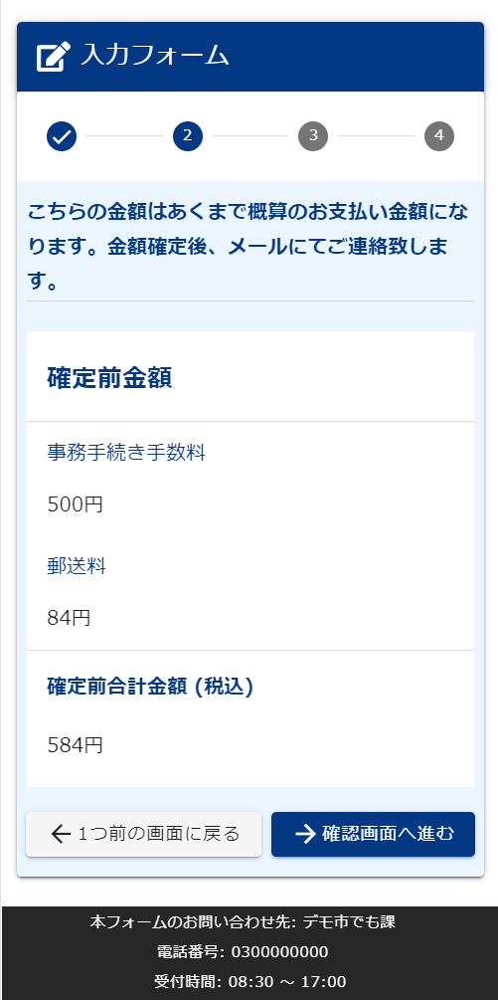 入力フォーム
2 3 4
こちらの金額はあくまで概算のお支払い金額にな
ります。金額確定後、メールにてご連絡致しま
す。
確定前金額
事務手続き手数料
500円
郵送料
84円
確定前合計金額 (税込)
584円
1つ前の画面に戻る 確認画面へ進む
本フォームのお問い合わせ先: デモ市でも課
電話番号: 0300000000
受付時間: 08:30 ～ 17:00